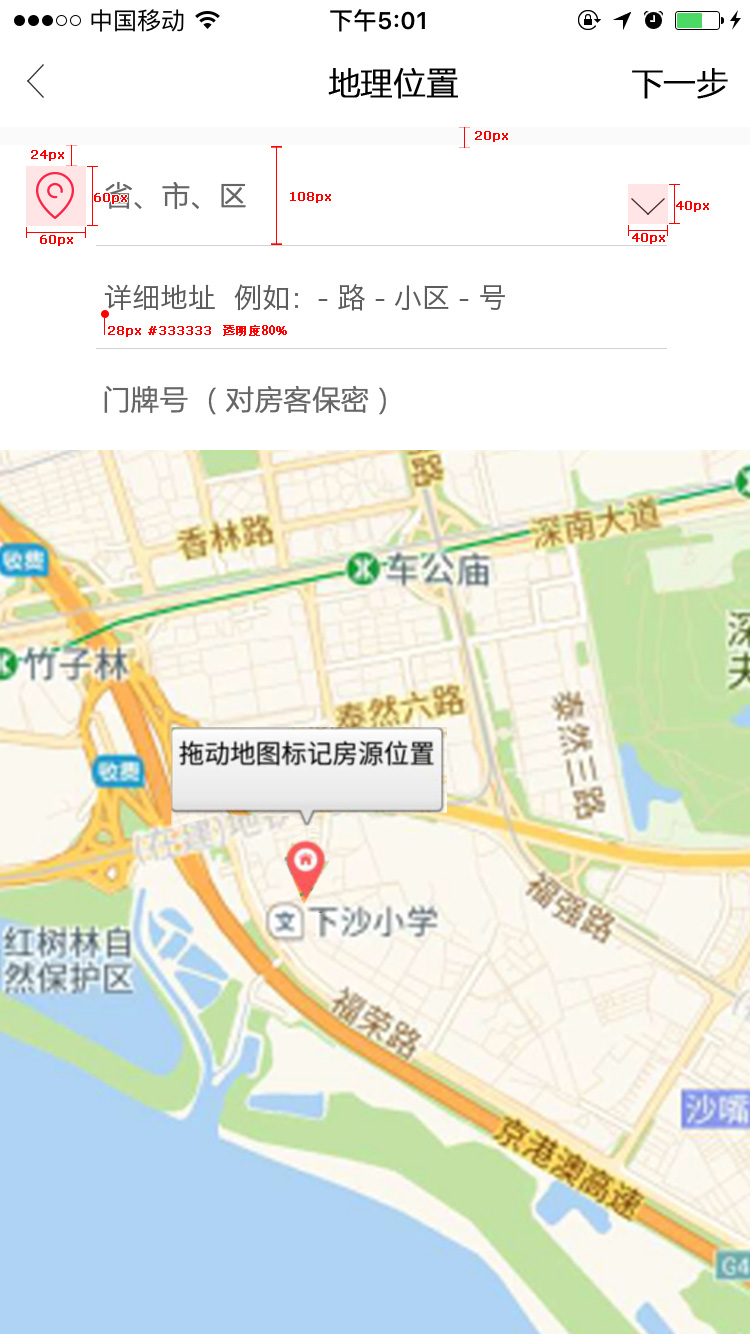 中国移动 下午5:01
地理位置 下一步
20px
24px
省、市、区
60px
108px
40px
60px
40px
详细地址 例如：- 路 - 小区 - 号
28px #333333 透明度80%
门牌号（对房客保密）
路
香林路
深南大道
收费
车公庙
竹子林
深
夫
泰然六路
泰然三路
拖动地图标记房源位置
收费
(在建)地铁
下沙小学
文
福强路
红树林自
然保护区
福荣路
沙嘴
京港澳高速
G4